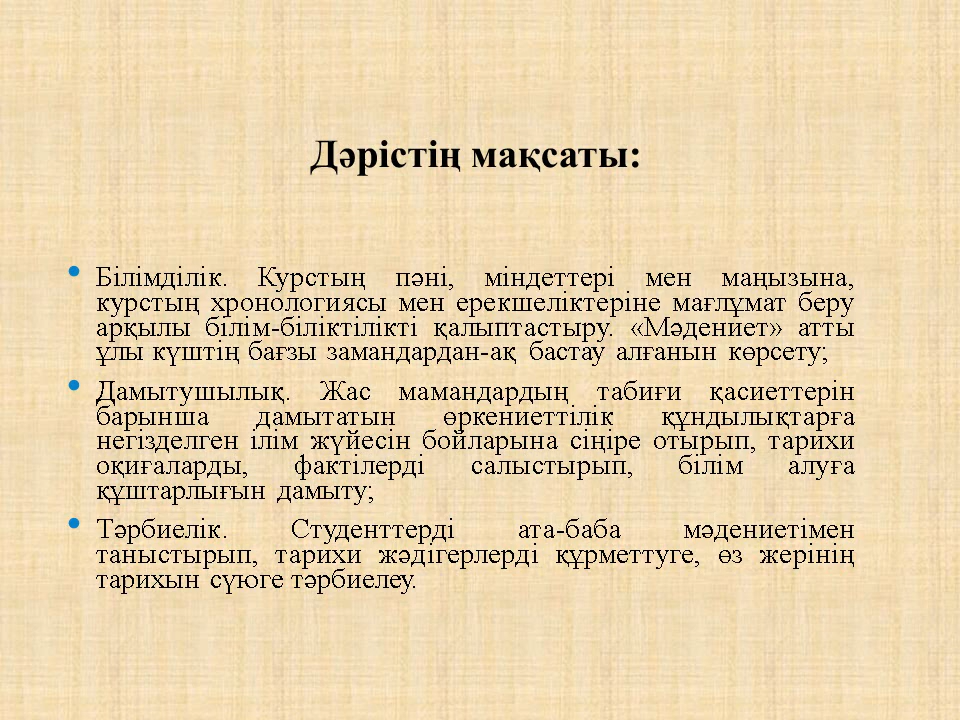 Дәрістің мақсаты:
• Білімділік. Курстың пәні, міндеттері мен маңызына,
курстың хронологиясы мен ерекшеліктеріне мағлұмат беру
арқылы білім-біліктілікті қалыптастыру. «Мәдениет» атты
ұлы күштің бағзы замандардан-ақ бастау алғанын көрсету;
• Дамытушылық. Жас мамандардың табиғи қасиеттерін
барынша дамытатын өркениеттілік құндылықтарға
негізделген ілім жүйесін бойларына сіңіре отырып, тарихи
оқиғаларды, фактілерді салыстырып, білім алуға
құштарлығын дамыту;
• Тәрбиелік. Студенттерді ата-баба мәдениетімен
таныстырып, тарихи жәдігерлерді құрметтуге, өз жерінің
тарихын сүюге тәрбиелеу.